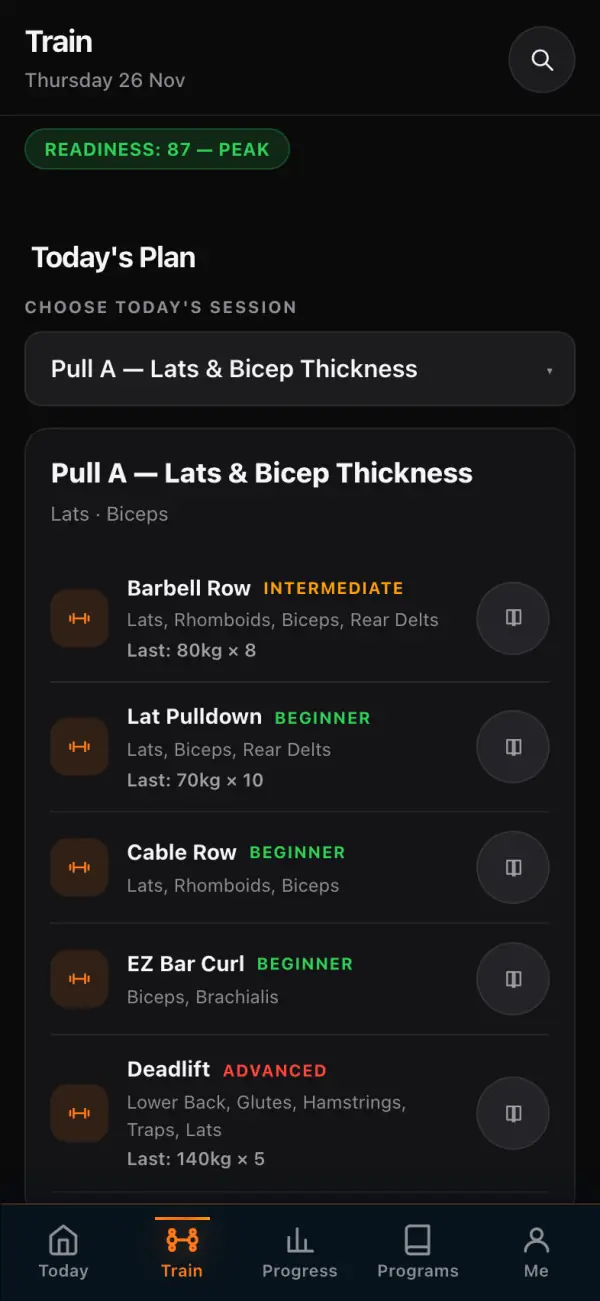 Train
Thursday 26 Nov
READINESS: 87 — PEAK
Today's Plan
CHOOSE TODAY'S SESSION
Pull A — Lats & Bicep Thickness
Pull A — Lats & Bicep Thickness
Lats · Biceps
Barbell Row INTERMEDIATE
Lats, Rhomboids, Biceps, Rear Delts
Last: 80kg × 8
Lat Pulldown BEGINNER
Lats, Biceps, Rear Delts
Last: 70kg × 10
Cable Row BEGINNER
Lats, Rhomboids, Biceps
EZ Bar Curl BEGINNER
Biceps, Brachialis
Deadlift ADVANCED
Lower Back, Glutes, Hamstrings,
Traps, Lats
Last: 140kg × 5
Today Train Progress Programs Me